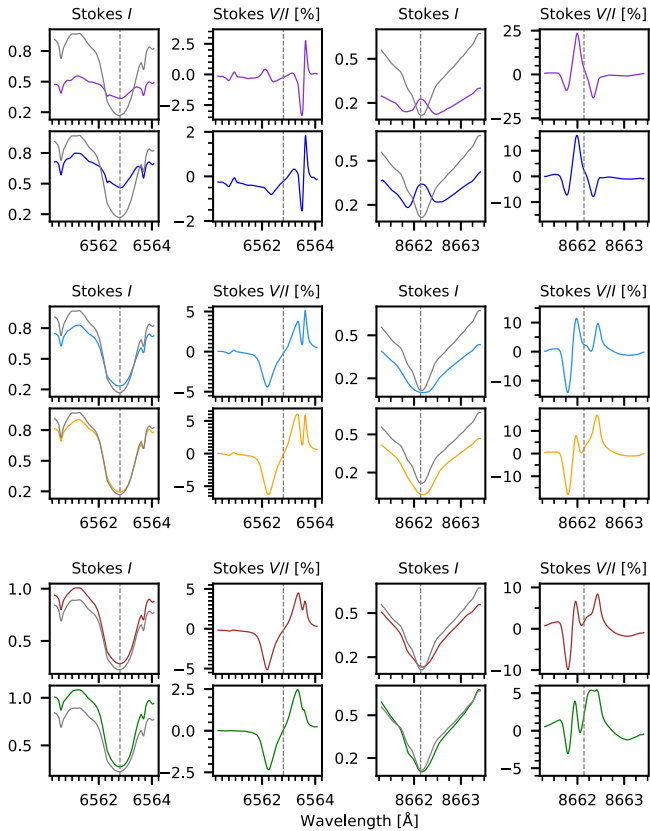 Stokes I Stokes V/I [%] Stokes I Stokes V/I [%]
0.8 0.5 0.2 2.5 0.0 −2.5 0.5 0.2 25 0 −25
0.8 0.5 0.2 2 0 −2 0.5 0.2 10 0 −10
6562 6564 6562 6564 8662 8663 8662 8663
Stokes I Stokes V/I [%] Stokes I Stokes V/I [%]
0.8 0.5 0.2 5 0 −5 0.5 0.2 10 0 −10
0.8 0.5 0.2 5 0 −5 0.5 0.2 10 0 −10
6562 6564 6562 6564 8662 8663 8662 8663
Stokes I Stokes V/I [%] Stokes I Stokes V/I [%]
1.0 0.5 5 0 −5 0.5 0.2 10 0 −10
1.0 0.5 2.5 0.0 −2.5 0.5 0.2 5 0 −5
6562 6564 6562 6564 8662 8663 8662 8663
Wavelength [Å]